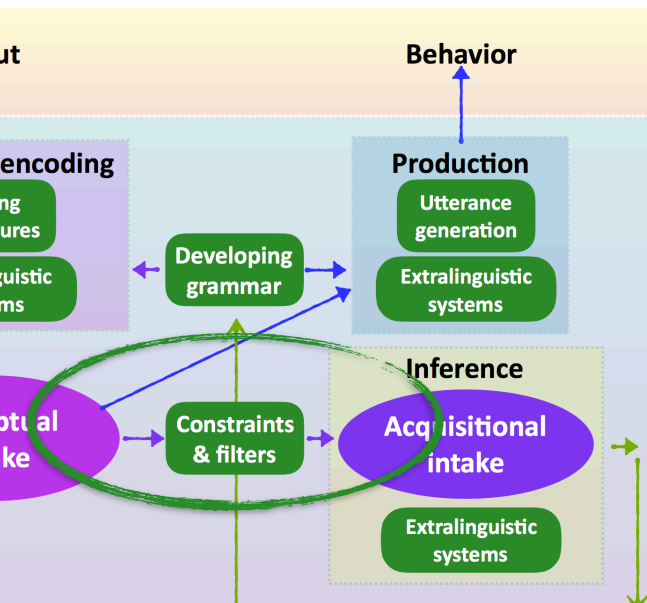 ut
Behavior
encoding
Production
ng
ures
Utterance
generation
guistic
ms
Developing
grammar
Extralinguistic
systems
Inference
ptual
ke
Constraints
& filters
Acquisitional
intake
Extralinguistic
systems